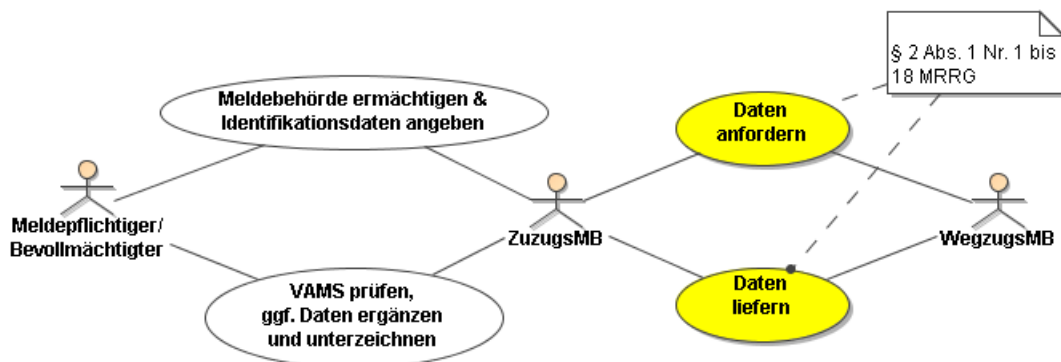 § 2 Abs. 1 Nr. 1 bis
18 MRRG
Meldebehörde ermächtigen &
Identifikationsdaten angeben
Daten
anfordern
Meldepflichtiger/
Bevollmächtigter
ZuzugsMB
WegzugsMB
VAMS prüfen,
ggf. Daten ergänzen
und unterzeichnen
Daten
liefern